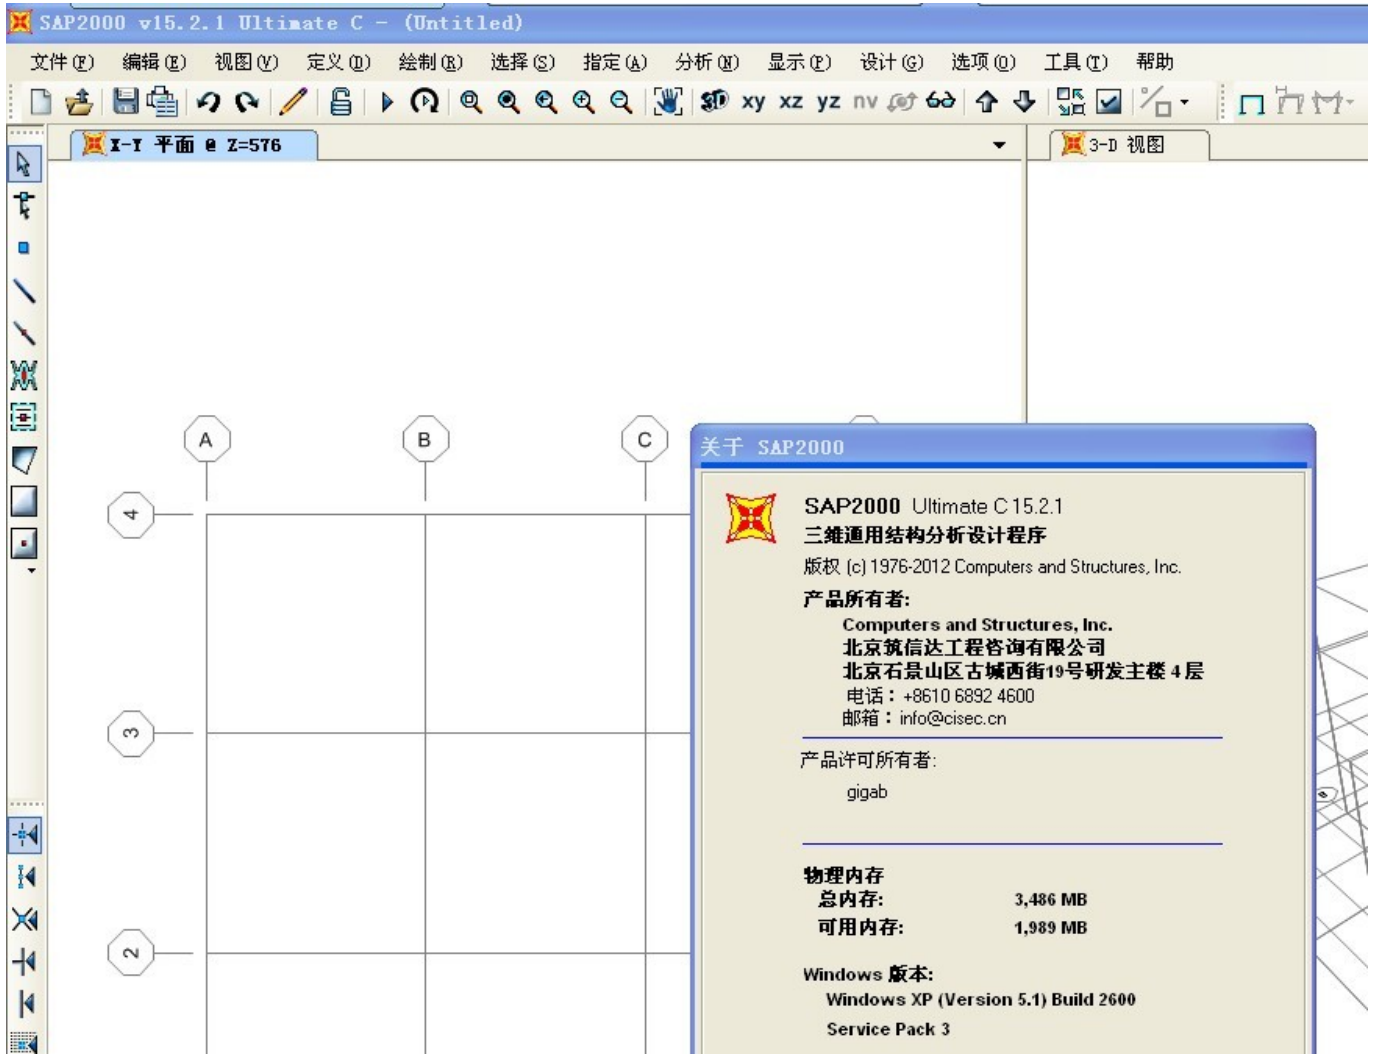 SAP2000 v15.2.1 Ultimate C - (Untitled)
文件(F) 编辑(E) 视图(V) 定义(D) 绘制(R) 选择(S) 指定(A) 分析(N) 显示(P) 设计(G) 选项(O) 工具(T) 帮助
3D xy xz yz nv
X-Y 平面 @ Z=576
3-D 视图
A B C
4
3
2
关于 SAP2000
SAP2000 Ultimate C 15.2.1
三维通用结构分析设计程序
版权 (c) 1976-2012 Computers and Structures, Inc.
产品所有者:
Computers and Structures, Inc.
北京筑信达工程咨询有限公司
北京石景山区古城西街19号研发主楼 4 层
电话：+8610 6892 4600
邮箱：info@cisec.cn
产品许可所有者:
gigab
物理内存
总内存: 3,486 MB
可用内存: 1,989 MB
Windows 版本:
Windows XP (Version 5.1) Build 2600
Service Pack 3